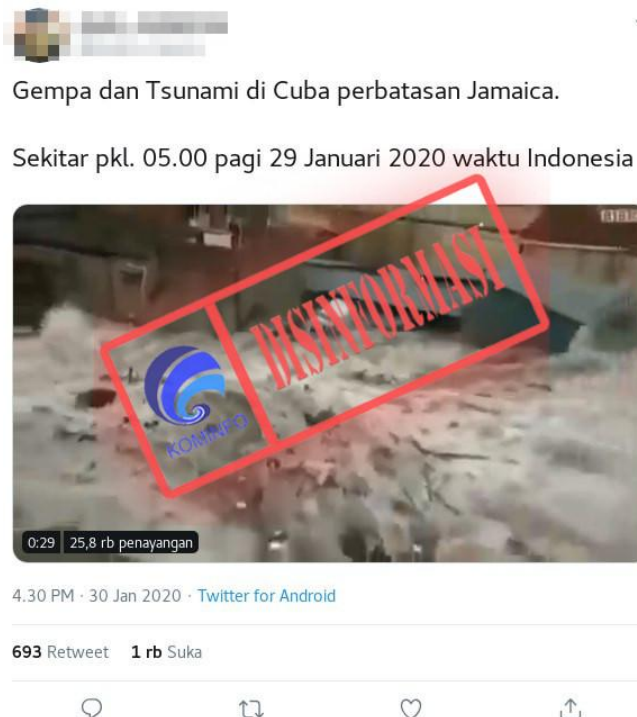 Gempa dan Tsunami di Cuba perbatasan Jamaica.
Sekitar pkl. 05.00 pagi 29 Januari 2020 waktu Indonesia
DISINFORMASI
KOMINFO
0:29 25,8 rb penayangan
4.30 PM · 30 Jan 2020 · Twitter for Android
693 Retweet 1 rb Suka